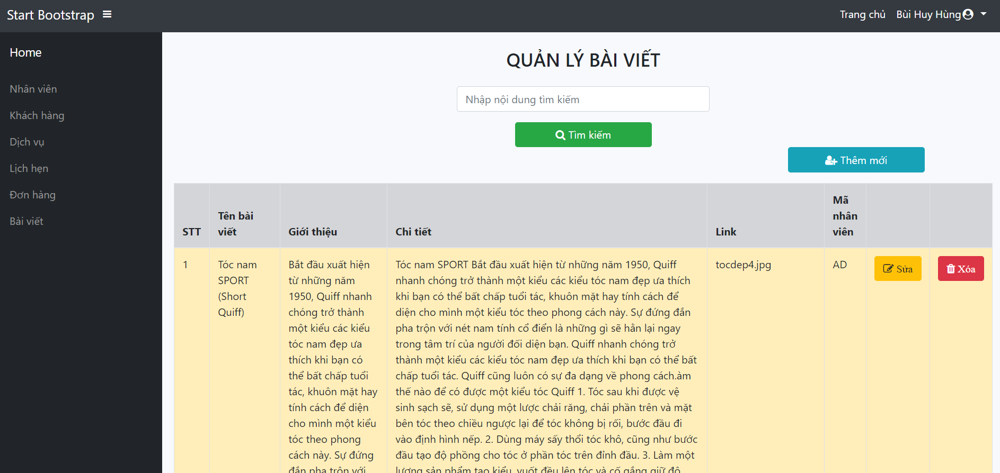 Start Bootstrap
Trang chủ
Bùi Huy Hùng
Home
Nhân viên
Khách hàng
Dịch vụ
Lịch hẹn
Đơn hàng
Bài viết
QUẢN LÝ BÀI VIẾT
Nhập nội dung tìm kiếm
Tìm kiếm
Thêm mới
STT
Tên bài
viết
Giới thiệu
Chi tiết
Link
Mã
nhân
viên
1
Tóc nam
SPORT
(Short
Quiff)
Bắt đầu xuất hiện
từ những năm
1950, Quiff nhanh
chóng trở thành
một kiểu các kiểu
tóc nam đẹp ưa
thích khi bạn có
thể bất chấp tuổi
tác, khuôn mặt hay
tính cách để diện
cho mình một kiểu
tóc theo phong
cách này. Sự đứng
đắn pha trộn với
Tóc nam SPORT Bắt đầu xuất hiện từ những năm 1950, Quiff
nhanh chóng trở thành một kiểu các kiểu tóc nam đẹp ưa thích
khi bạn có thể bất chấp tuổi tác, khuôn mặt hay tính cách để
diện cho mình một kiểu tóc theo phong cách này. Sự đứng đắn
pha trộn với nét nam tính cổ điển là những gì sẽ hằn lại ngay
trong tâm trí của người đối diện bạn. Quiff nhanh chóng trở
thành một kiểu các kiểu tóc nam đẹp ưa thích khi bạn có thể bất
chấp tuổi tác. Quiff cũng luôn có sự đa dạng về phong cách.àm
thế nào để có được một kiểu tóc Quiff 1. Tóc sau khi được vệ
sinh sạch sẽ, sử dụng một lược chải răng, chải phần trên và mặt
bên tóc theo chiều ngược lại để tóc không bị rối, bước đầu đi
vào định hình nếp. 2. Dùng máy sấy thổi tóc khô, cũng như bước
đầu tạo độ phồng cho tóc ở phần tóc trên đỉnh đầu. 3. Làm một
lượng sản phẩm tạo kiểu, vuốt đều lên tóc và cố gắng giữ độ
tocdep4.jpg
AD
Sửa
Xóa